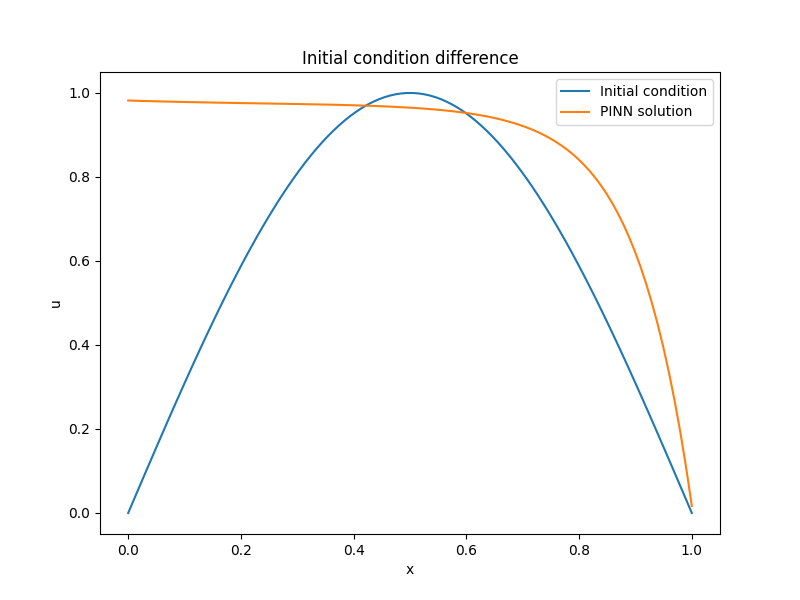 Initial condition difference
Initial condition
PINN solution
1.0
0.8
0.6
0.4
0.2
0.0
u
0.0 0.2 0.4 0.6 0.8 1.0
x